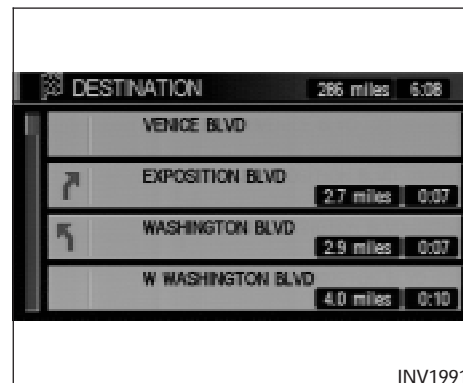 DESTINATION 286 miles 6:08
VENICE BLVD
EXPOSITION BLVD
2.7 miles 0:07
WASHINGTON BLVD
2.9 miles 0:07
W WASHINGTON BLVD
4.0 miles 0:10
INV1991